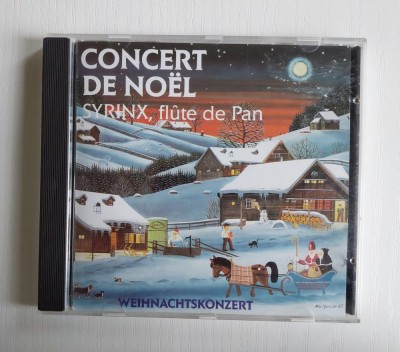 CONCERT
DE NOËL
SYRINX, flûte de Pan
WEIHNACHTSKONZERT